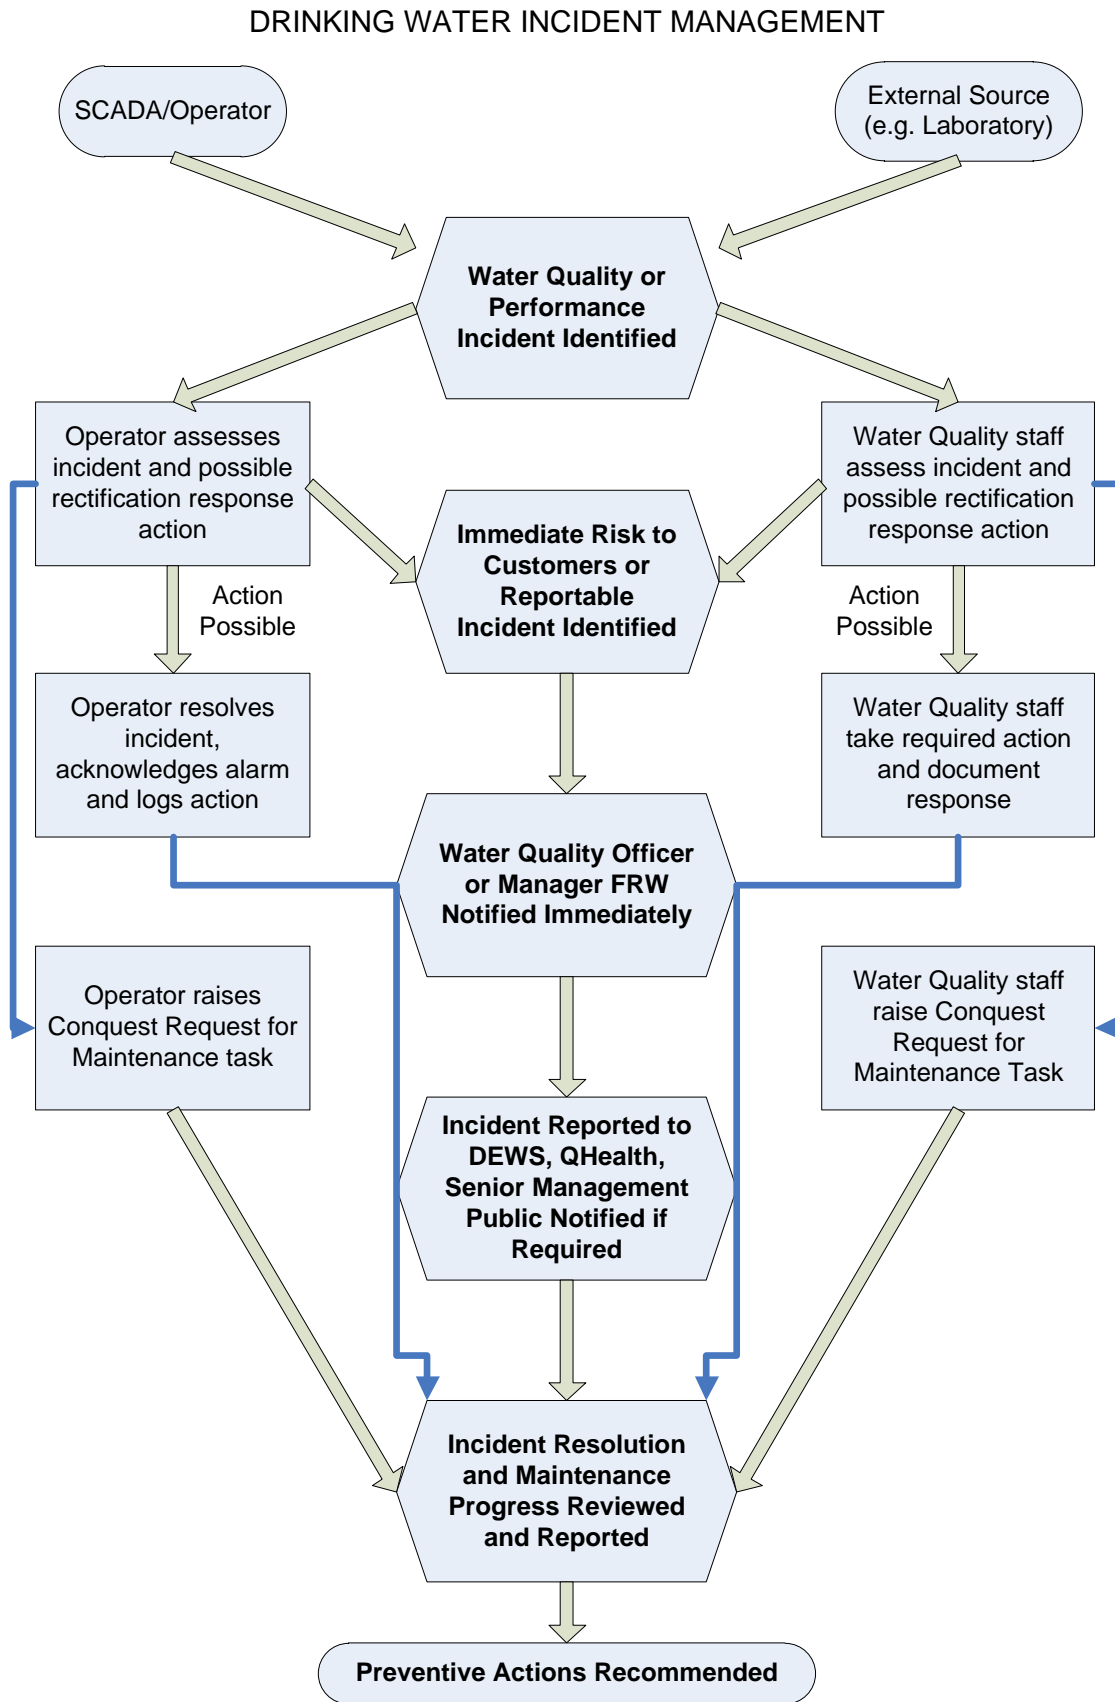 DRINKING WATER INCIDENT MANAGEMENT
SCADA/Operator
External Source
(e.g. Laboratory)
Water Quality or
Performance
Incident Identified
Operator assesses
incident and possible
rectification response
action
Water Quality staff
assess incident and
possible rectification
response action
Immediate Risk to
Customers or
Reportable
Incident Identified
Action
Possible
Action
Possible
Operator resolves
incident,
acknowledges alarm
and logs action
Water Quality staff
take required action
and document
response
Water Quality Officer
or Manager FRW
Notified Immediately
Operator raises
Conquest Request for
Maintenance task
Water Quality staff
raise Conquest
Request for
Maintenance Task
Incident Reported to
DEWS, QHealth,
Senior Management
Public Notified if
Required
Incident Resolution
and Maintenance
Progress Reviewed
and Reported
Preventive Actions Recommended